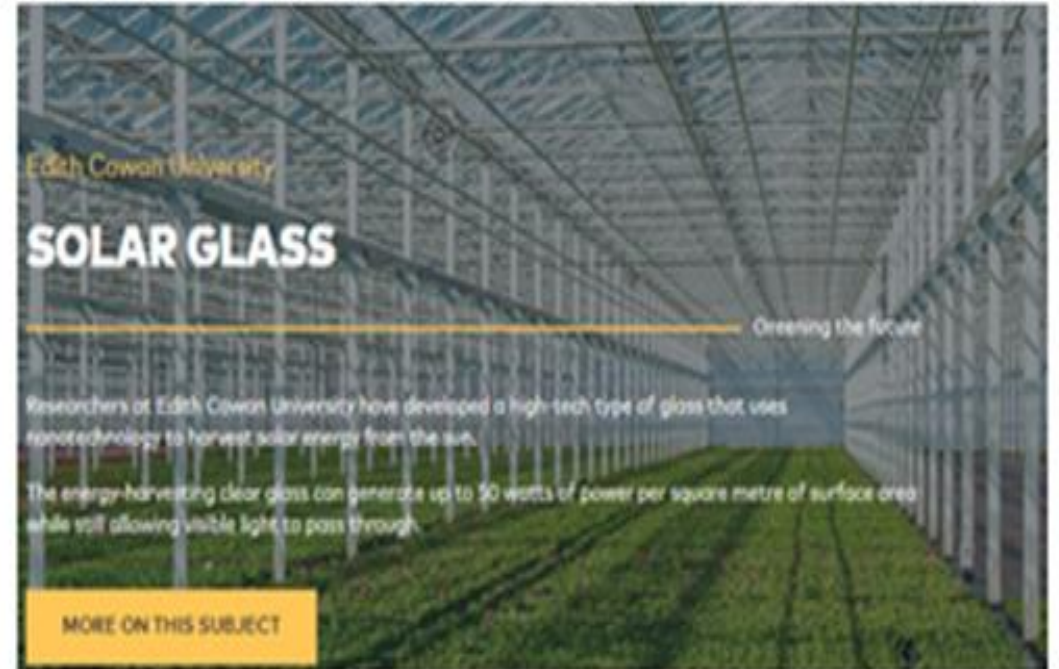 Edith Cowan University
SOLAR GLASS
Greening the future
Researchers at Edith Cowan University have developed a high-tech type of glass that uses
nanotechnology to harvest solar energy from the sun.
The energy-harvesting clear glass can generate up to 30 watts of power per square metre of surface area
while still allowing visible light to pass through.
MORE ON THIS SUBJECT